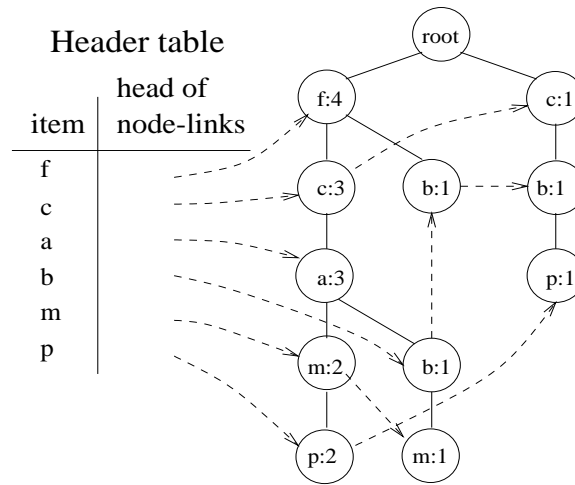 Header table
item
head of
node-links
f
c
a
b
m
p
root
f:4
c:1
c:3
b:1
b:1
a:3
p:1
m:2
b:1
p:2
m:1